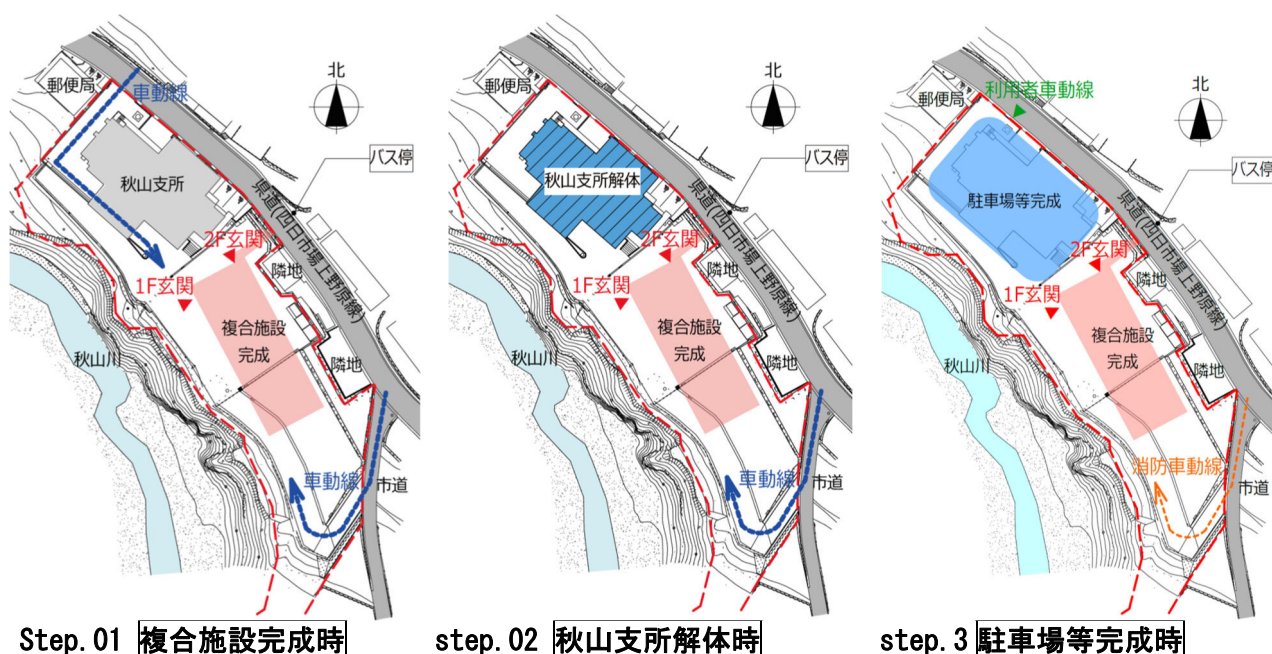 北
郵便局
車動線
バス停
秋山支所
県道(四日市場上野原線)
2F玄関
隣地
1F玄関
複合施設
完成
秋山川
隣地
車動線
市道
Step.01 複合施設完成時
北
郵便局
バス停
秋山支所解体
県道(四日市場上野原線)
2F玄関
隣地
1F玄関
複合施設
完成
秋山川
隣地
車動線
市道
step.02 秋山支所解体時
北
利用者車動線
郵便局
バス停
駐車場等完成
県道(四日市場上野原線)
2F玄関
隣地
1F玄関
複合施設
完成
秋山川
隣地
消防車動線
市道
step.3 駐車場等完成時